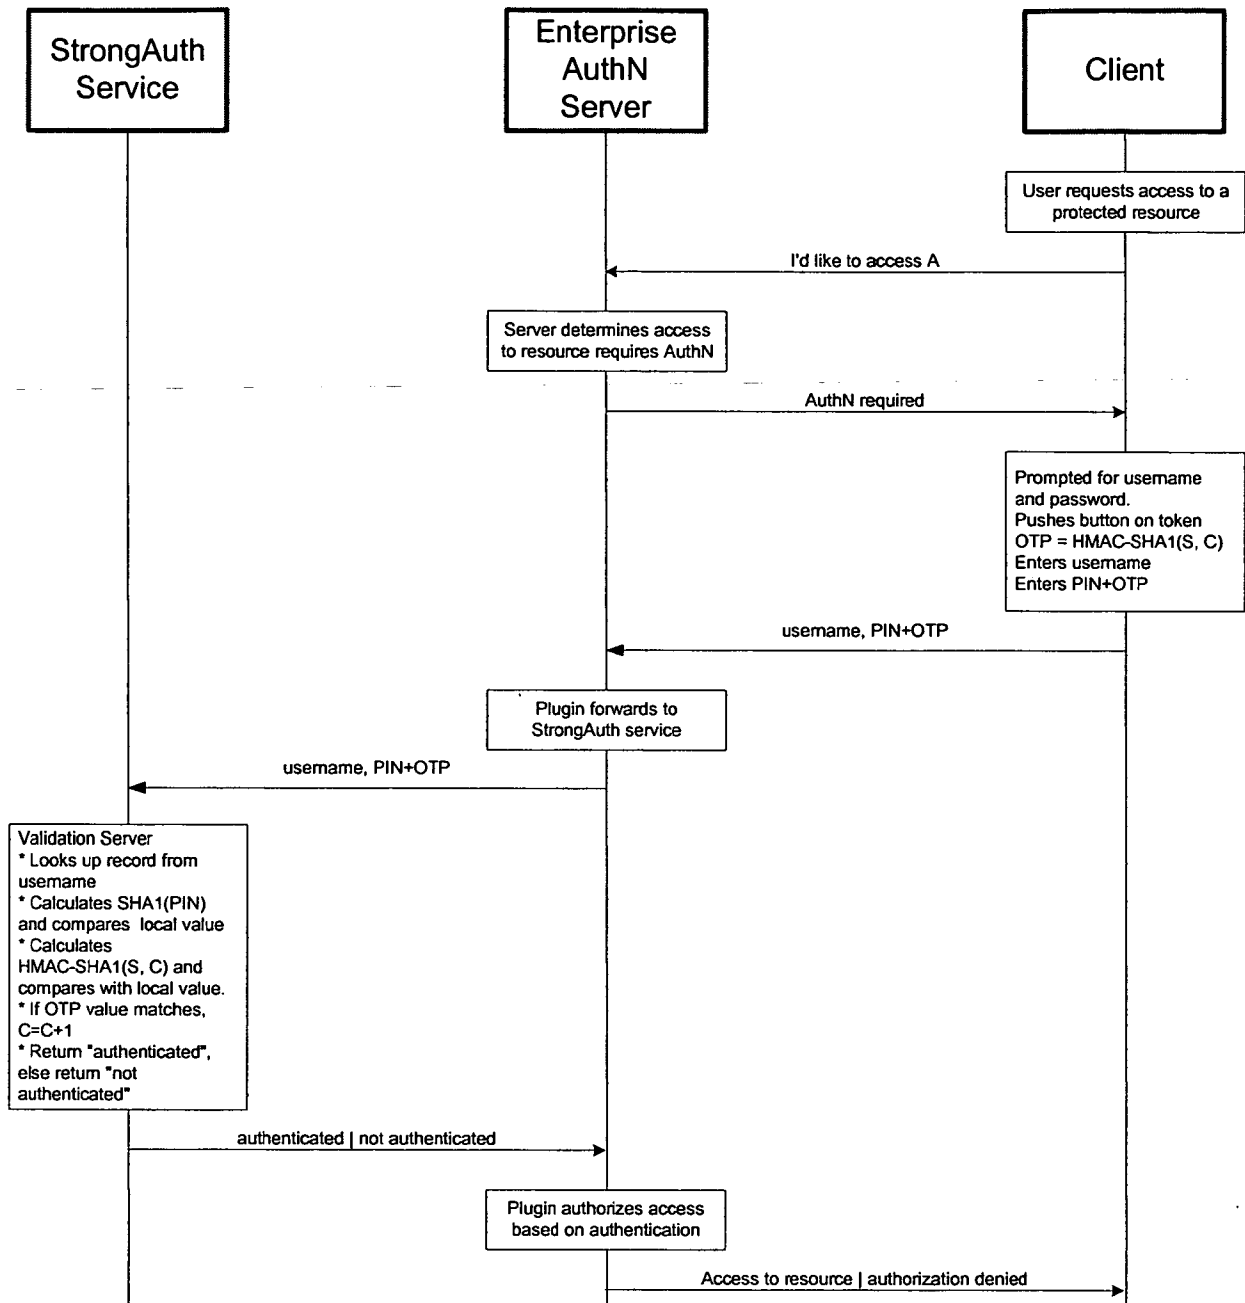 StrongAuth
Service
Enterprise
AuthN
Server
Client
User requests access to a
protected resource
I'd like to access A
Server determines access
to resource requires AuthN
AuthN required
Prompted for username
and password.
Pushes button on token
OTP = HMAC-SHA1(S, C)
Enters username
Enters PIN+OTP
username, PIN+OTP
Plugin forwards to
StrongAuth service
username, PIN+OTP
Validation Server
* Looks up record from
username
* Calculates SHA1(PIN)
and compares local value
* Calculates
HMAC-SHA1(S, C) and
compares with local value.
* If OTP value matches,
C=C+1
* Return "authenticated",
else return "not
authenticated"
authenticated | not authenticated
Plugin authorizes access
based on authentication
Access to resource | authorization denied